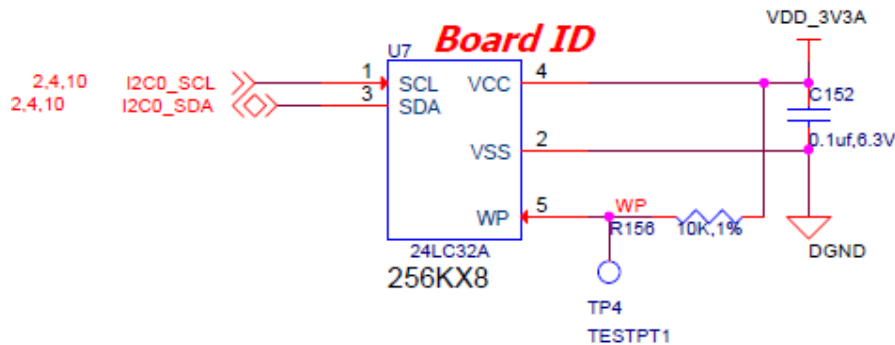 VDD_3V3A
Board ID
U7
2,4,10 I2C0_SCL 1 SCL VCC 4
2,4,10 I2C0_SDA 3 SDA
C152
0.1uf,6.3V
VSS 2
WP 5 WP
R156 10K,1%
24LC32A
256KX8
DGND
TP4
TESTPT1